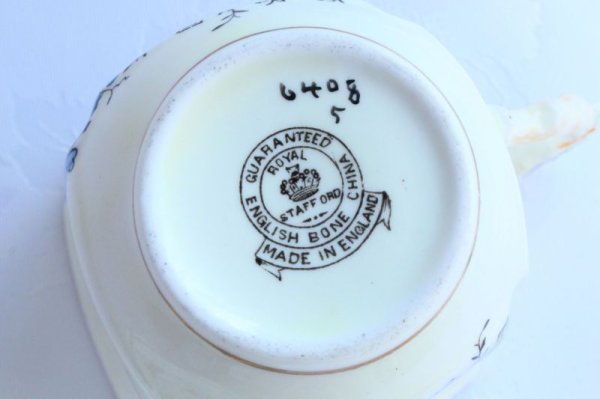 6408
5
GUARANTEED
ROYAL
STAFFORD
ENGLISH BONE CHINA
MADE IN ENGLAND